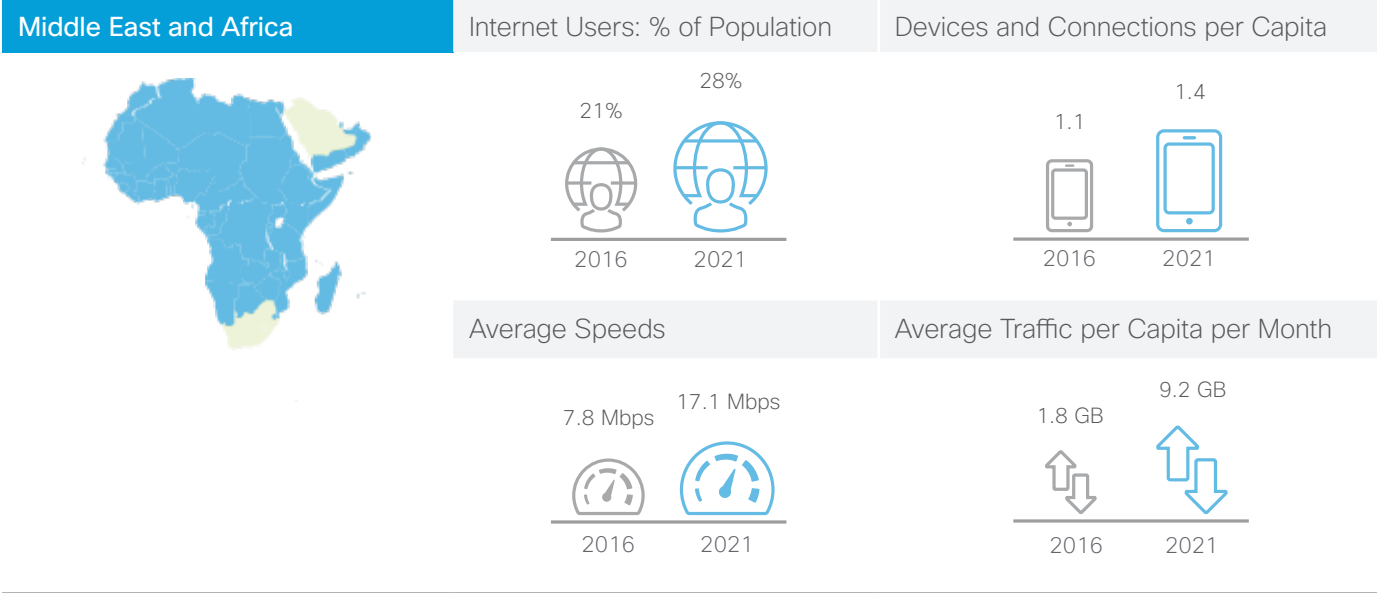 Middle East and Africa
Internet Users: % of Population
Devices and Connections per Capita
21%
28%
2016
2021
1.1
1.4
2016
2021
Average Speeds
Average Traffic per Capita per Month
7.8 Mbps
17.1 Mbps
2016
2021
1.8 GB
9.2 GB
2016
2021